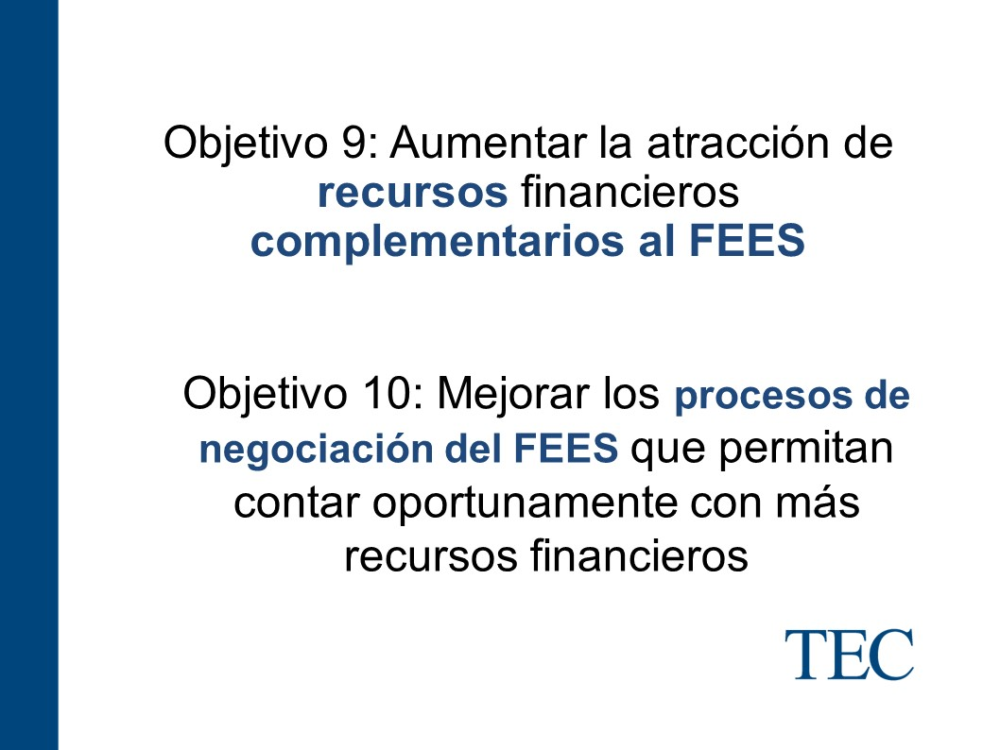 Objetivo 9: Aumentar la atracción de
recursos financieros
complementarios al FEES
Objetivo 10: Mejorar los procesos de
negociación del FEES que permitan
contar oportunamente con más
recursos financieros
TEC